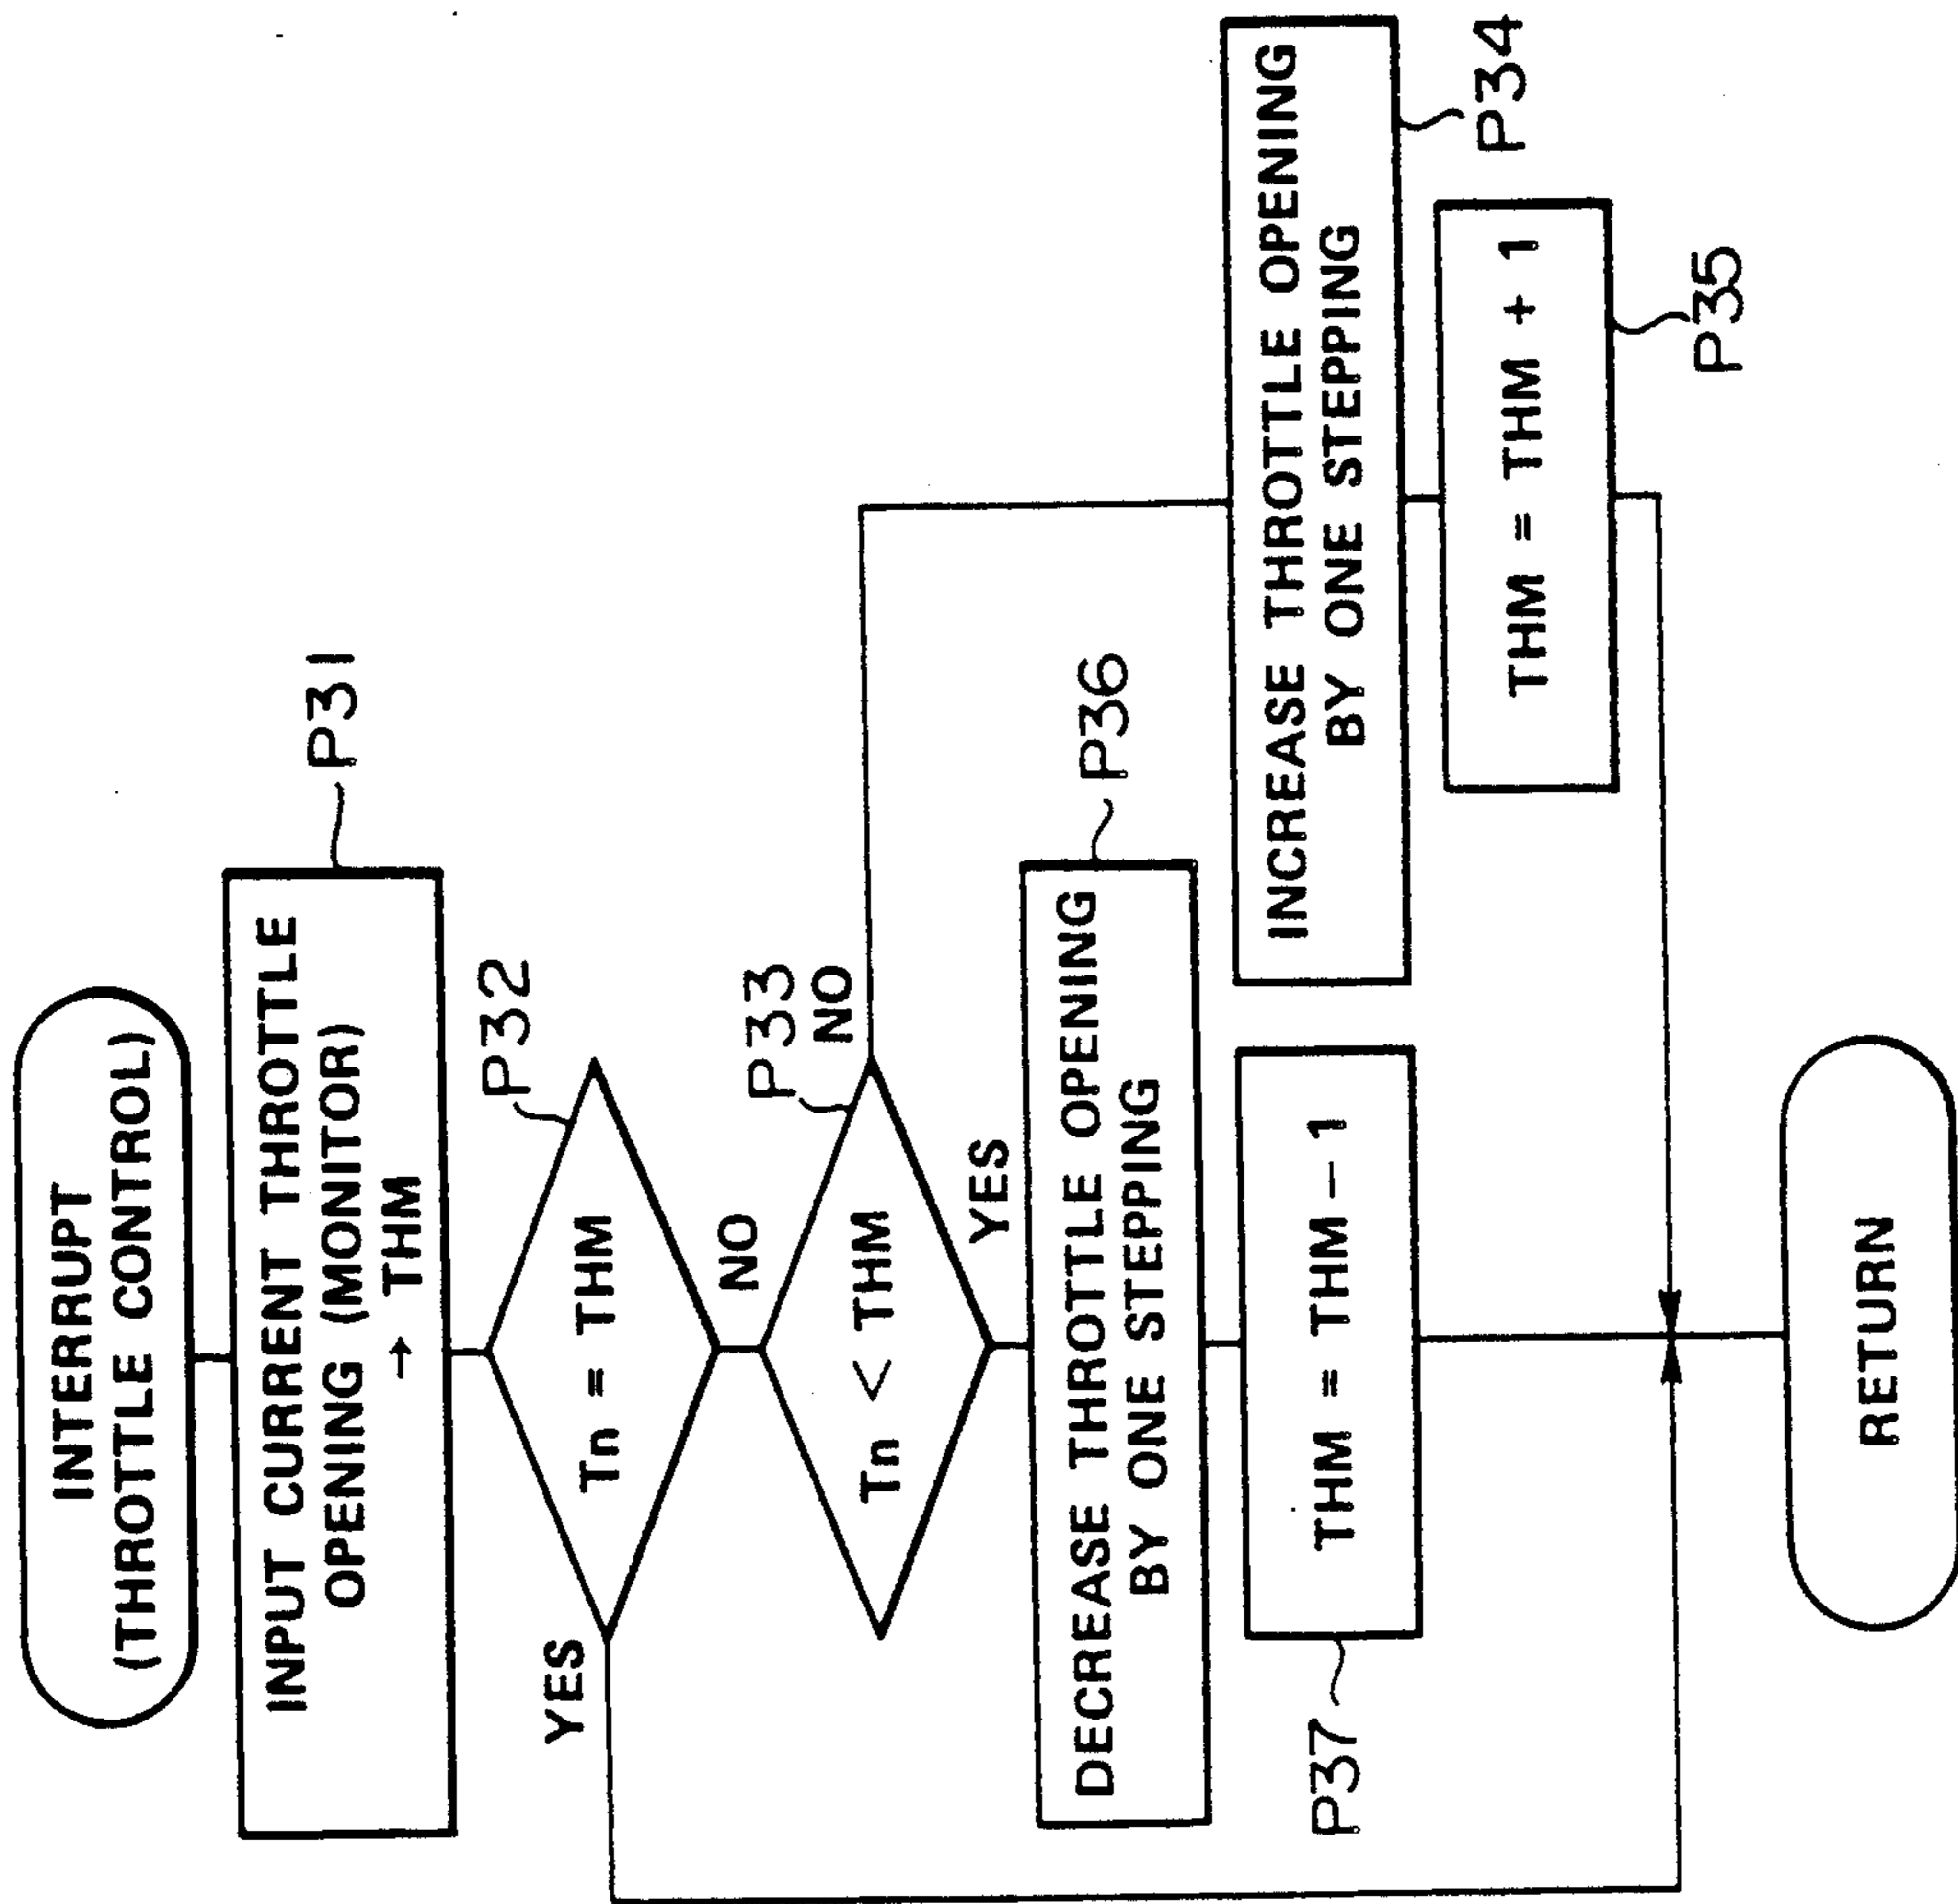 INTERRUPT
(THROTTLE CONTROL)
INPUT CURRENT THROTTLE
OPENING (MONITOR)
→ THM
P31
P32
Tn = THM
YES
NO
P33
Tn < THM
NO
YES
DECREASE THROTTLE OPENING
BY ONE STEPPING
P36
THM = THM - 1
P37
INCREASE THROTTLE OPENING
BY ONE STEPPING
P34
THM = THM + 1
P35
RETURN